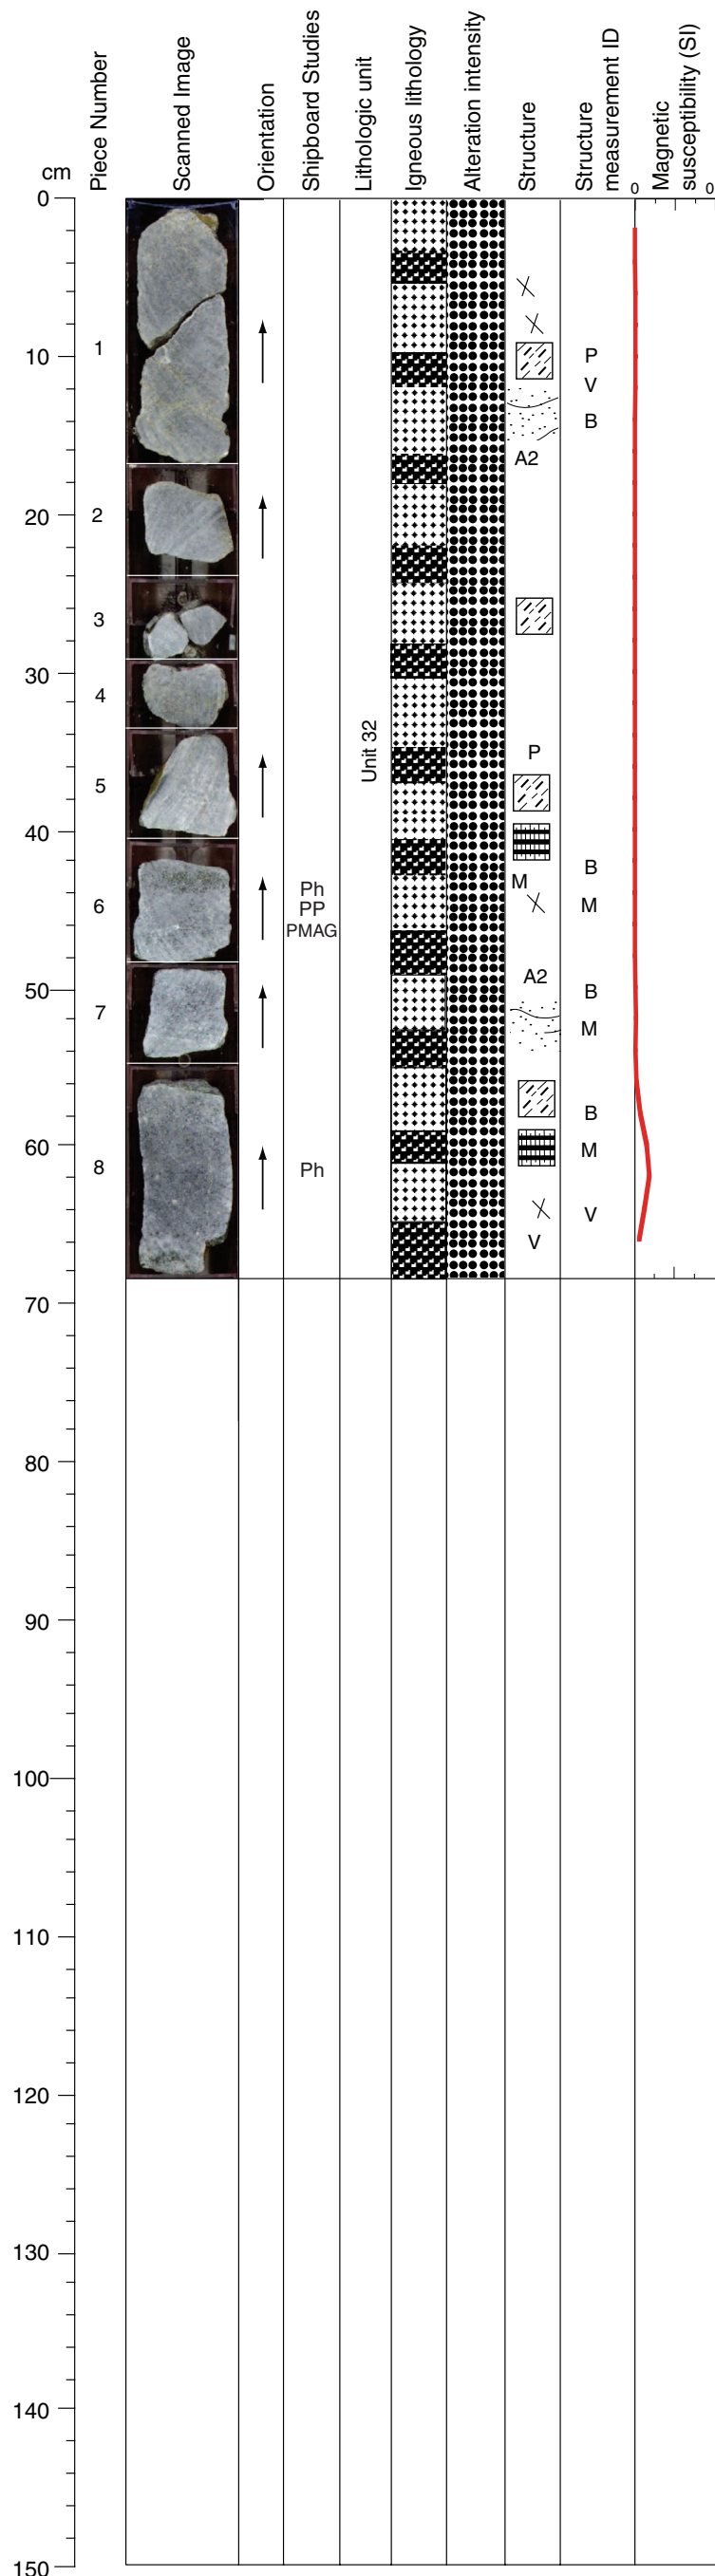 cm
Piece Number
Scanned Image
Orientation
Shipboard Studies
Lithologic unit
Igneous lithology
Alteration intensity
Structure
Structure
measurement ID
Magnetic
susceptibility (SI)
0
0
0
10
20
30
40
50
60
70
80
90
100
110
120
130
140
150
1
2
3
4
5
6
7
8
Ph
PP
PMAG
Ph
Unit 32
A2
P
M
A2
V
P
V
B
B
M
B
M
B
M
V